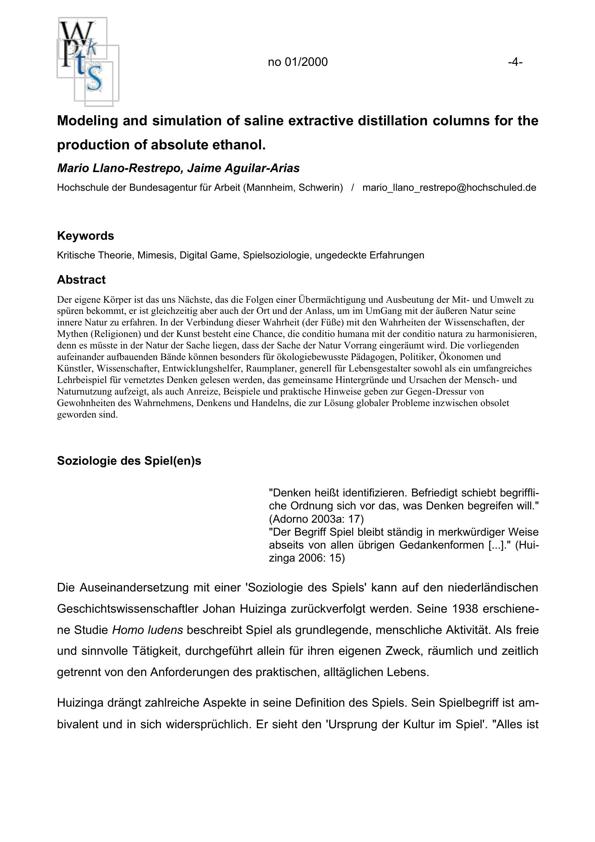 W
P k
t s
S
no 01/2000 -4-
Modeling and simulation of saline extractive distillation columns for the
production of absolute ethanol.
Mario Llano-Restrepo, Jaime Aguilar-Arias
Hochschule der Bundesagentur für Arbeit (Mannheim, Schwerin) / mario_llano_restrepo@hochschuled.de
Keywords
Kritische Theorie, Mimesis, Digital Game, Spielsoziologie, ungedeckte Erfahrungen
Abstract
Der eigene Körper ist das uns Nächste, das die Folgen einer Übermächtigung und Ausbeutung der Mit- und Umwelt zu
spüren bekommt, er ist gleichzeitig aber auch der Ort und der Anlass, um im UmGang mit der äußeren Natur seine
innere Natur zu erfahren. In der Verbindung dieser Wahrheit (der Füße) mit den Wahrheiten der Wissenschaften, der
Mythen (Religionen) und der Kunst besteht eine Chance, die conditio humana mit der conditio natura zu harmonisieren,
denn es müsste in der Natur der Sache liegen, dass der Sache der Natur Vorrang eingeräumt wird. Die vorliegenden
aufeinander aufbauenden Bände können besonders für ökologiebewusste Pädagogen, Politiker, Ökonomen und
Künstler, Wissenschafter, Entwicklungshelfer, Raumplaner, generell für Lebensgestalter sowohl als ein umfangreiches
Lehrbeispiel für vernetztes Denken gelesen werden, das gemeinsame Hintergründe und Ursachen der Mensch- und
Naturnutzung aufzeigt, als auch Anreize, Beispiele und praktische Hinweise geben zur Gegen-Dressur von
Gewohnheiten des Wahrnehmens, Denkens und Handelns, die zur Lösung globaler Probleme inzwischen obsolet
geworden sind.
Soziologie des Spiel(en)s
"Denken heißt identifizieren. Befriedigt schiebt begriffli-
che Ordnung sich vor das, was Denken begreifen will."
(Adorno 2003a: 17)
"Der Begriff Spiel bleibt ständig in merkwürdiger Weise
abseits von allen übrigen Gedankenformen [...]." (Hui-
zinga 2006: 15)
Die Auseinandersetzung mit einer 'Soziologie des Spiels' kann auf den niederländischen
Geschichtswissenschaftler Johan Huizinga zurückverfolgt werden. Seine 1938 erschiene-
ne Studie Homo ludens beschreibt Spiel als grundlegende, menschliche Aktivität. Als freie
und sinnvolle Tätigkeit, durchgeführt allein für ihren eigenen Zweck, räumlich und zeitlich
getrennt von den Anforderungen des praktischen, alltäglichen Lebens.
Huizinga drängt zahlreiche Aspekte in seine Definition des Spiels. Sein Spielbegriff ist am-
bivalent und in sich widersprüchlich. Er sieht den 'Ursprung der Kultur im Spiel'. "Alles ist